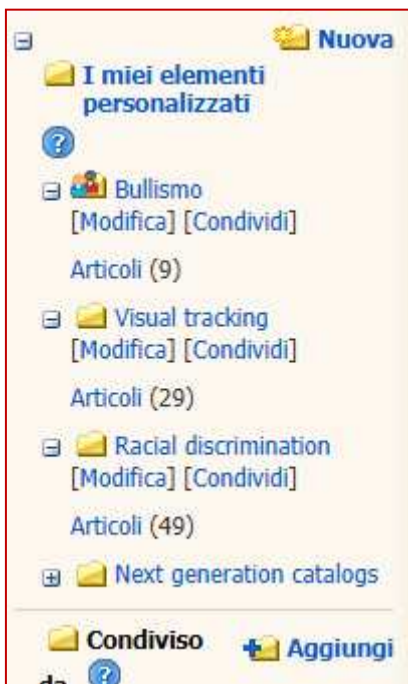 Nuova
I miei elementi
personalizzati
?
Bullismo
[Modifica] [Condividi]
Articoli (9)
Visual tracking
[Modifica] [Condividi]
Articoli (29)
Racial discrimination
[Modifica] [Condividi]
Articoli (49)
Next generation catalogs
Condiviso Aggiungi
da ?